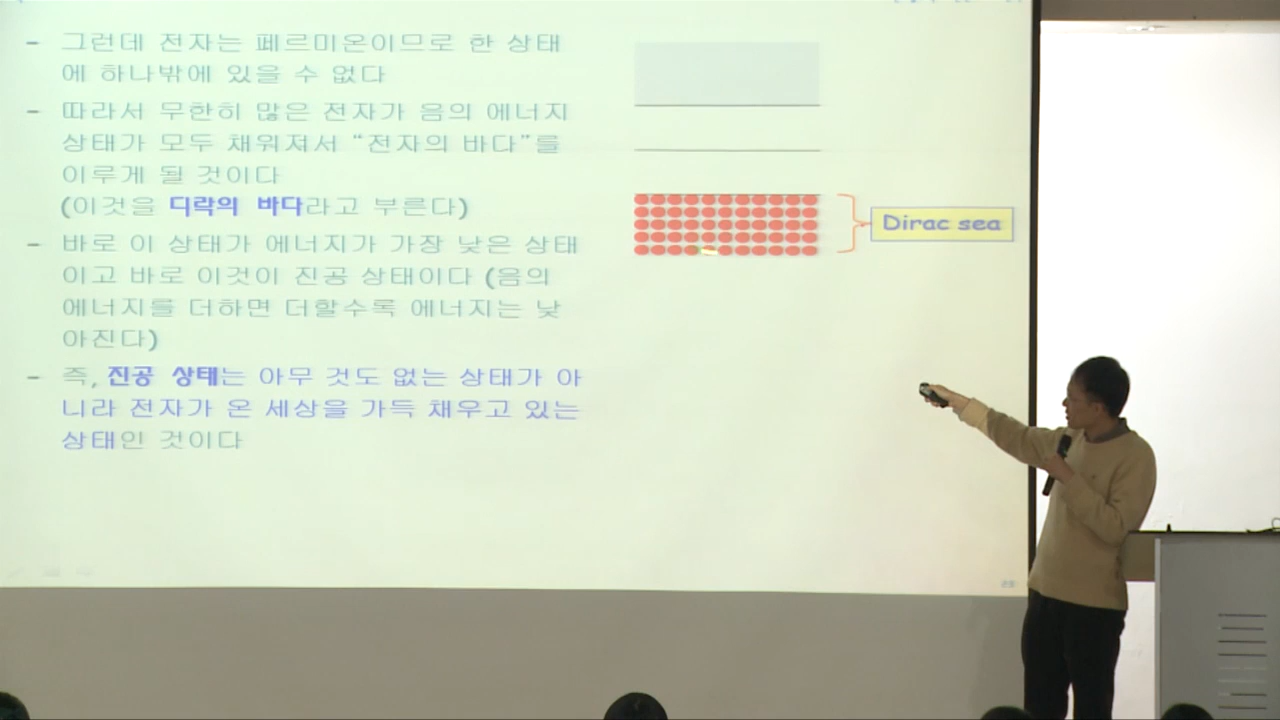 - 그런데 전자는 페르미온이므로 한 상태
에 하나밖에 있을 수 없다
- 따라서 무한히 많은 전자가 음의 에너지
상태가 모두 채워져서 “전자의 바다”를
이루게 될 것이다
(이것을 디락의 바다라고 부른다)
- 바로 이 상태가 에너지가 가장 낮은 상태
이고 바로 이것이 진공 상태이다 (음의
에너지를 더하면 더할수록 에너지는 낮
아진다)
- 즉, 진공 상태는 아무 것도 없는 상태가 아
니라 전자가 온 세상을 가득 채우고 있는
상태인 것이다
Dirac sea